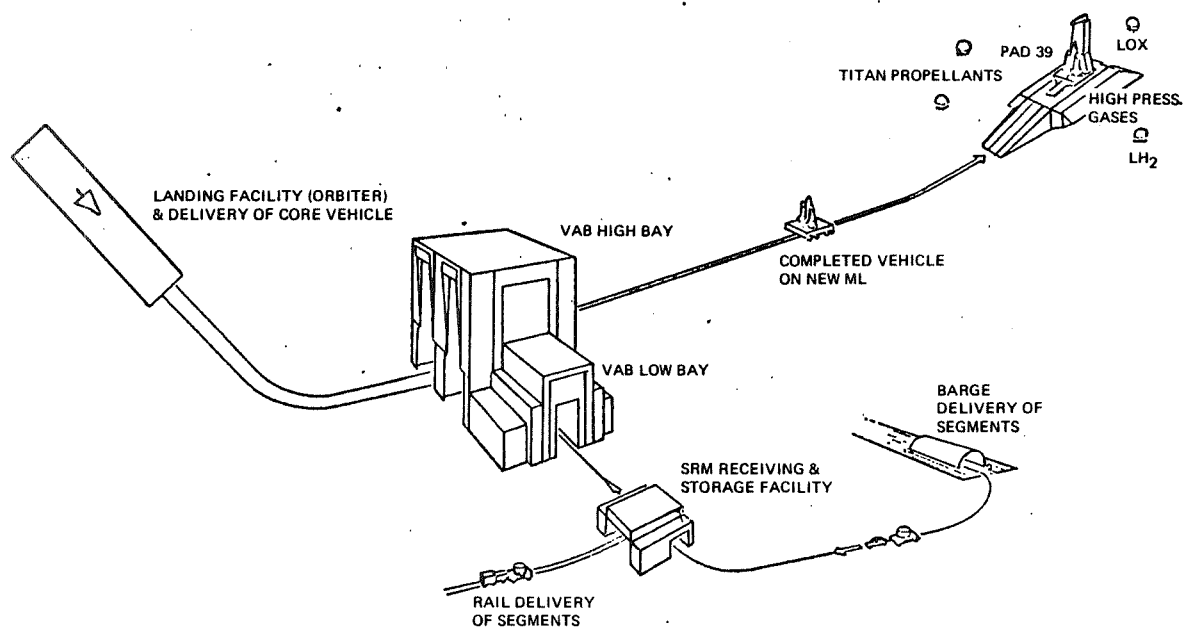 PAD 39
LOX
TITAN PROPELLANTS
HIGH PRESS.
GASES
LH2
LANDING FACILITY (ORBITER)
& DELIVERY OF CORE VEHICLE
VAB HIGH BAY
COMPLETED VEHICLE
ON NEW ML
VAB LOW BAY
BARGE
DELIVERY OF
SEGMENTS
SRM RECEIVING &
STORAGE FACILITY
RAIL DELIVERY
OF SEGMENTS